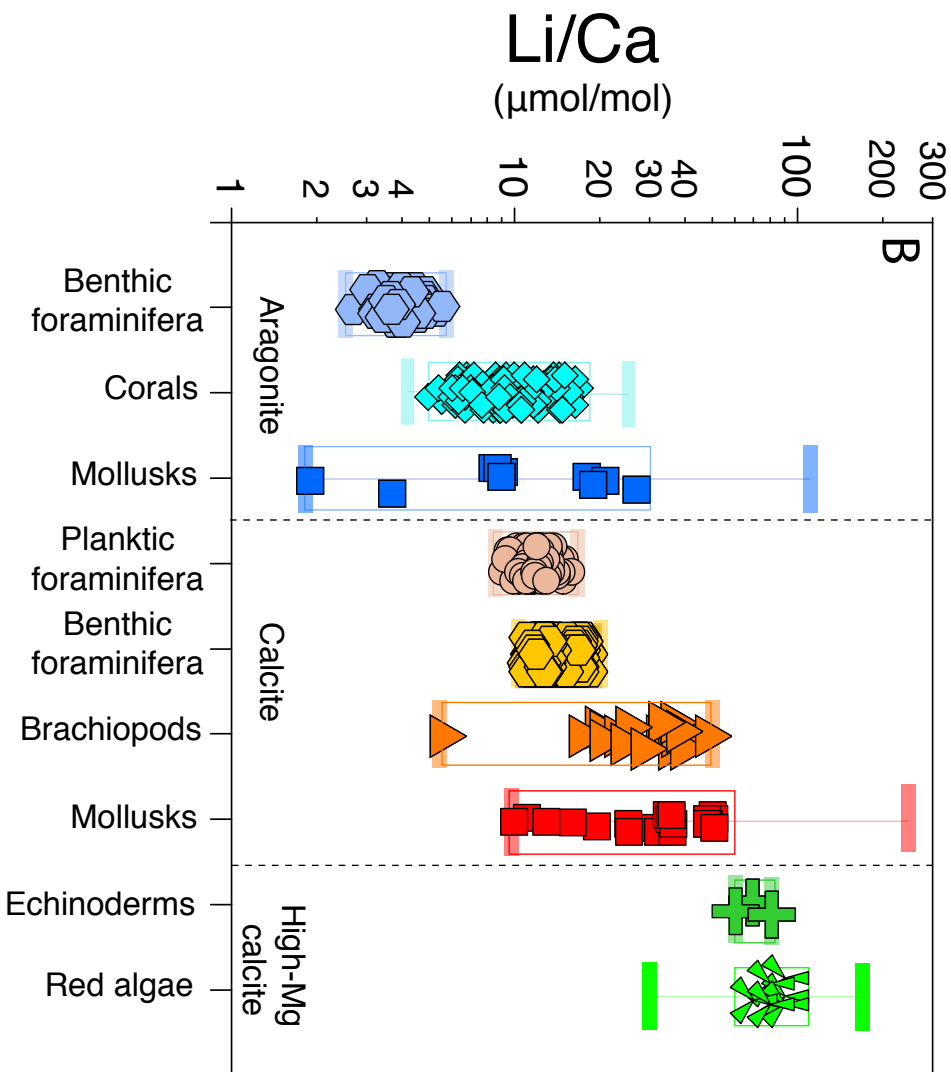 Li/Ca
(μmol/mol)
1
2
3
4
10
20
30
40
100
200
300
B
Aragonite
Benthic
foraminifera
Corals
Mollusks
Calcite
Planktic
foraminifera
Benthic
foraminifera
Brachiopods
Mollusks
High-Mg
calcite
Echinoderms
Red algae